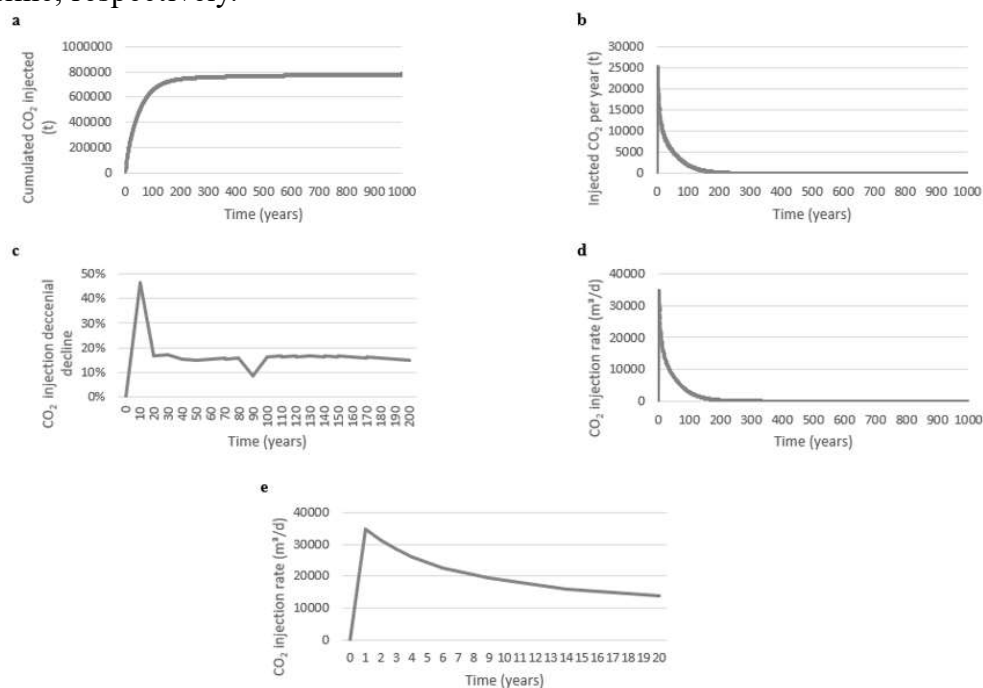 respectively.
a
1000000
800000
600000
400000
200000
0
0 100 200 300 400 500 600 700 800 900 1000
Cumulated CO₂ injected
(t)
Time (years)
b
30000
25000
20000
15000
10000
5000
0
0 100 200 300 400 500 600 700 800 900 1000
Injected CO₂ per year (t)
Time (years)
c
50%
40%
30%
20%
10%
0%
0 10 20 30 40 50 60 70 80 90 100 110 120 130 140 150 160 170 180 190 200
CO₂ injection deccenial
decline
Time (years)
d
40000
30000
20000
10000
0
0 100 200 300 400 500 600 700 800 900 1000
CO₂ injection rate (m³/d)
Time (years)
e
40000
30000
20000
10000
0
0 1 2 3 4 5 6 7 8 9 10 11 12 13 14 15 16 17 18 19 20
CO₂ injection rate (m³/d)
Time (years)